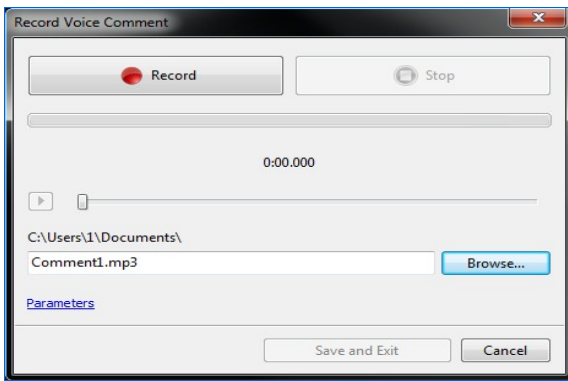 Record Voice Comment
Record Stop
0:00.000
C:\Users\1\Documents\
Comment1.mp3 Browse...
Parameters
Save and Exit Cancel